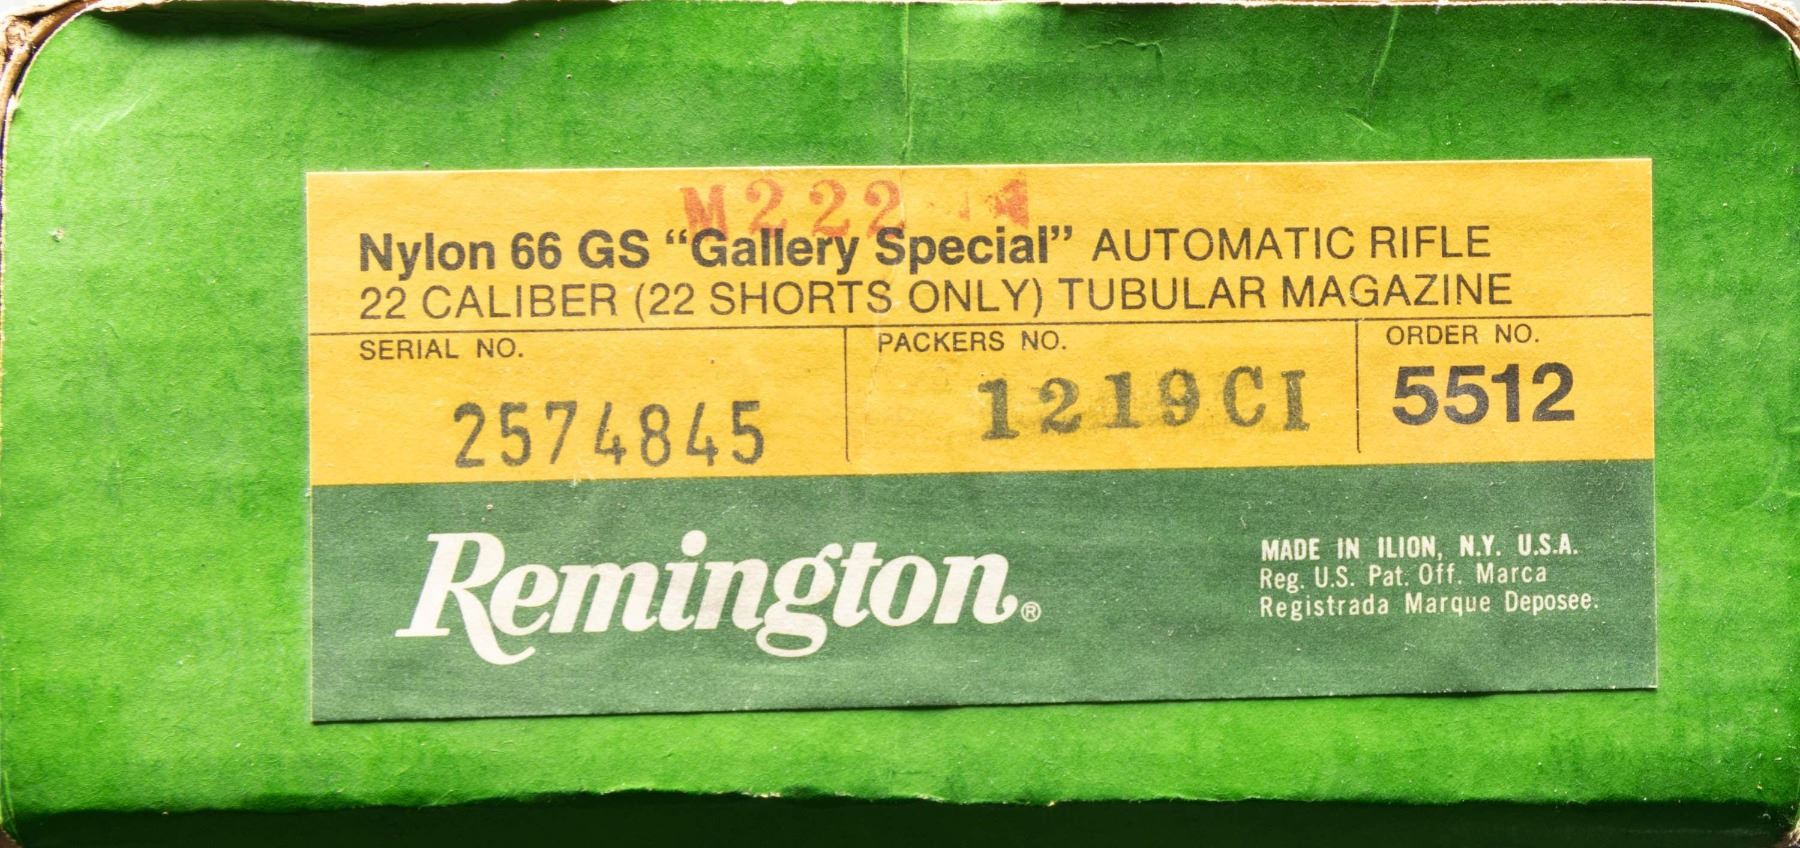 M222
Nylon 66 GS “Gallery Special” AUTOMATIC RIFLE
22 CALIBER (22 SHORTS ONLY) TUBULAR MAGAZINE
SERIAL NO.
2574845
PACKERS NO.
1219CI
ORDER NO.
5512
Remington®
MADE IN ILION, N.Y. U.S.A.
Reg. U.S. Pat. Off. Marca
Registrada Marque Deposee.